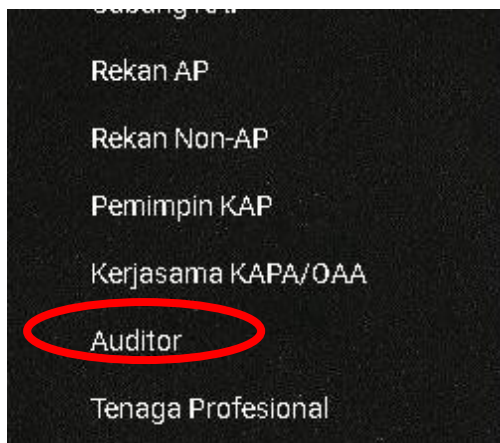 Rekan AP
Rekan Non-AP
Pemimpin KAP
Kerjasama KAPA/OAA
Auditor
Tenaga Profesional